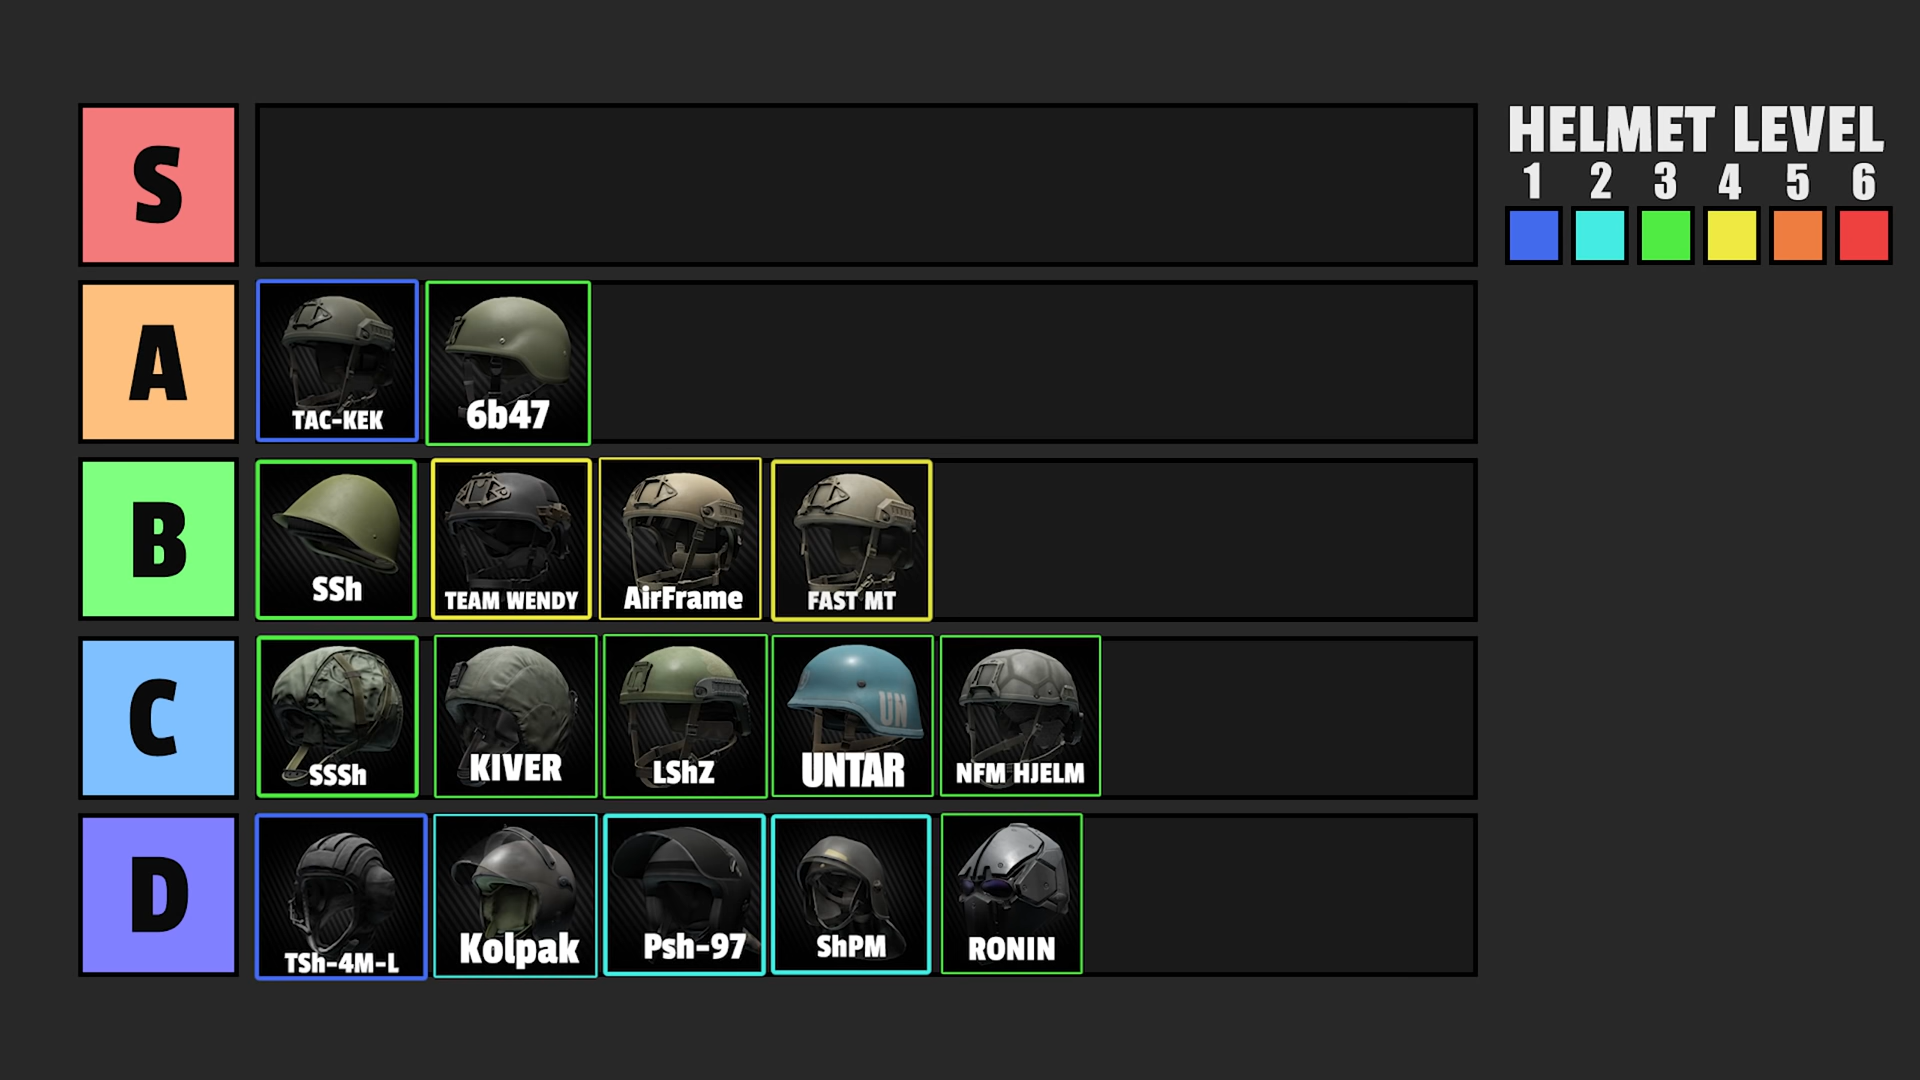 S
HELMET LEVEL
1 2 3 4 5 6
A
TAC-KEK
6b47
B
SSh
TEAM WENDY
AirFrame
FAST MT
C
SSSh
KIVER
LShZ
UN
UNTAR
NFM HJELM
D
TSh-4M-L
Kolpak
Psh-97
ShPM
RONIN